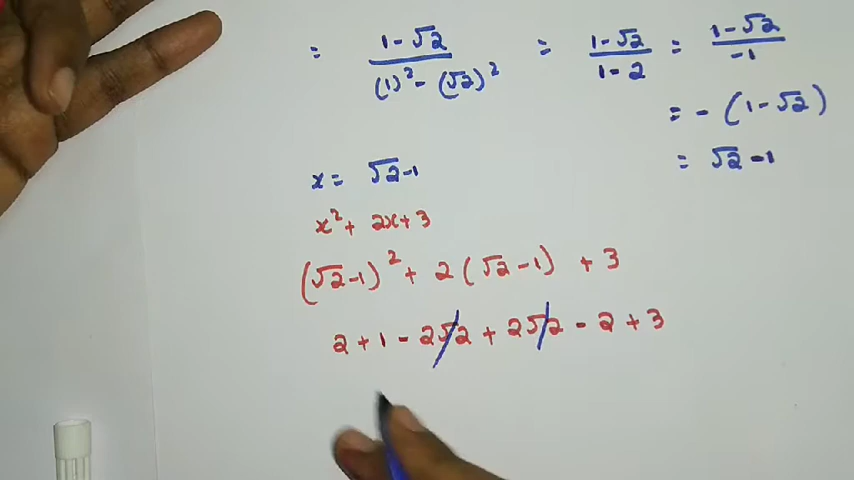 = (1-√2)/((1)² - (√2)²) = (1-√2)/(1-2) = (1-√2)/(-1)
= - (1-√2)
= √2 - 1
x = √2-1
x² + 2x+3
(√2-1)² + 2 (√2-1) + 3
2 + 1 - 2√2 + 2√2 - 2 + 3